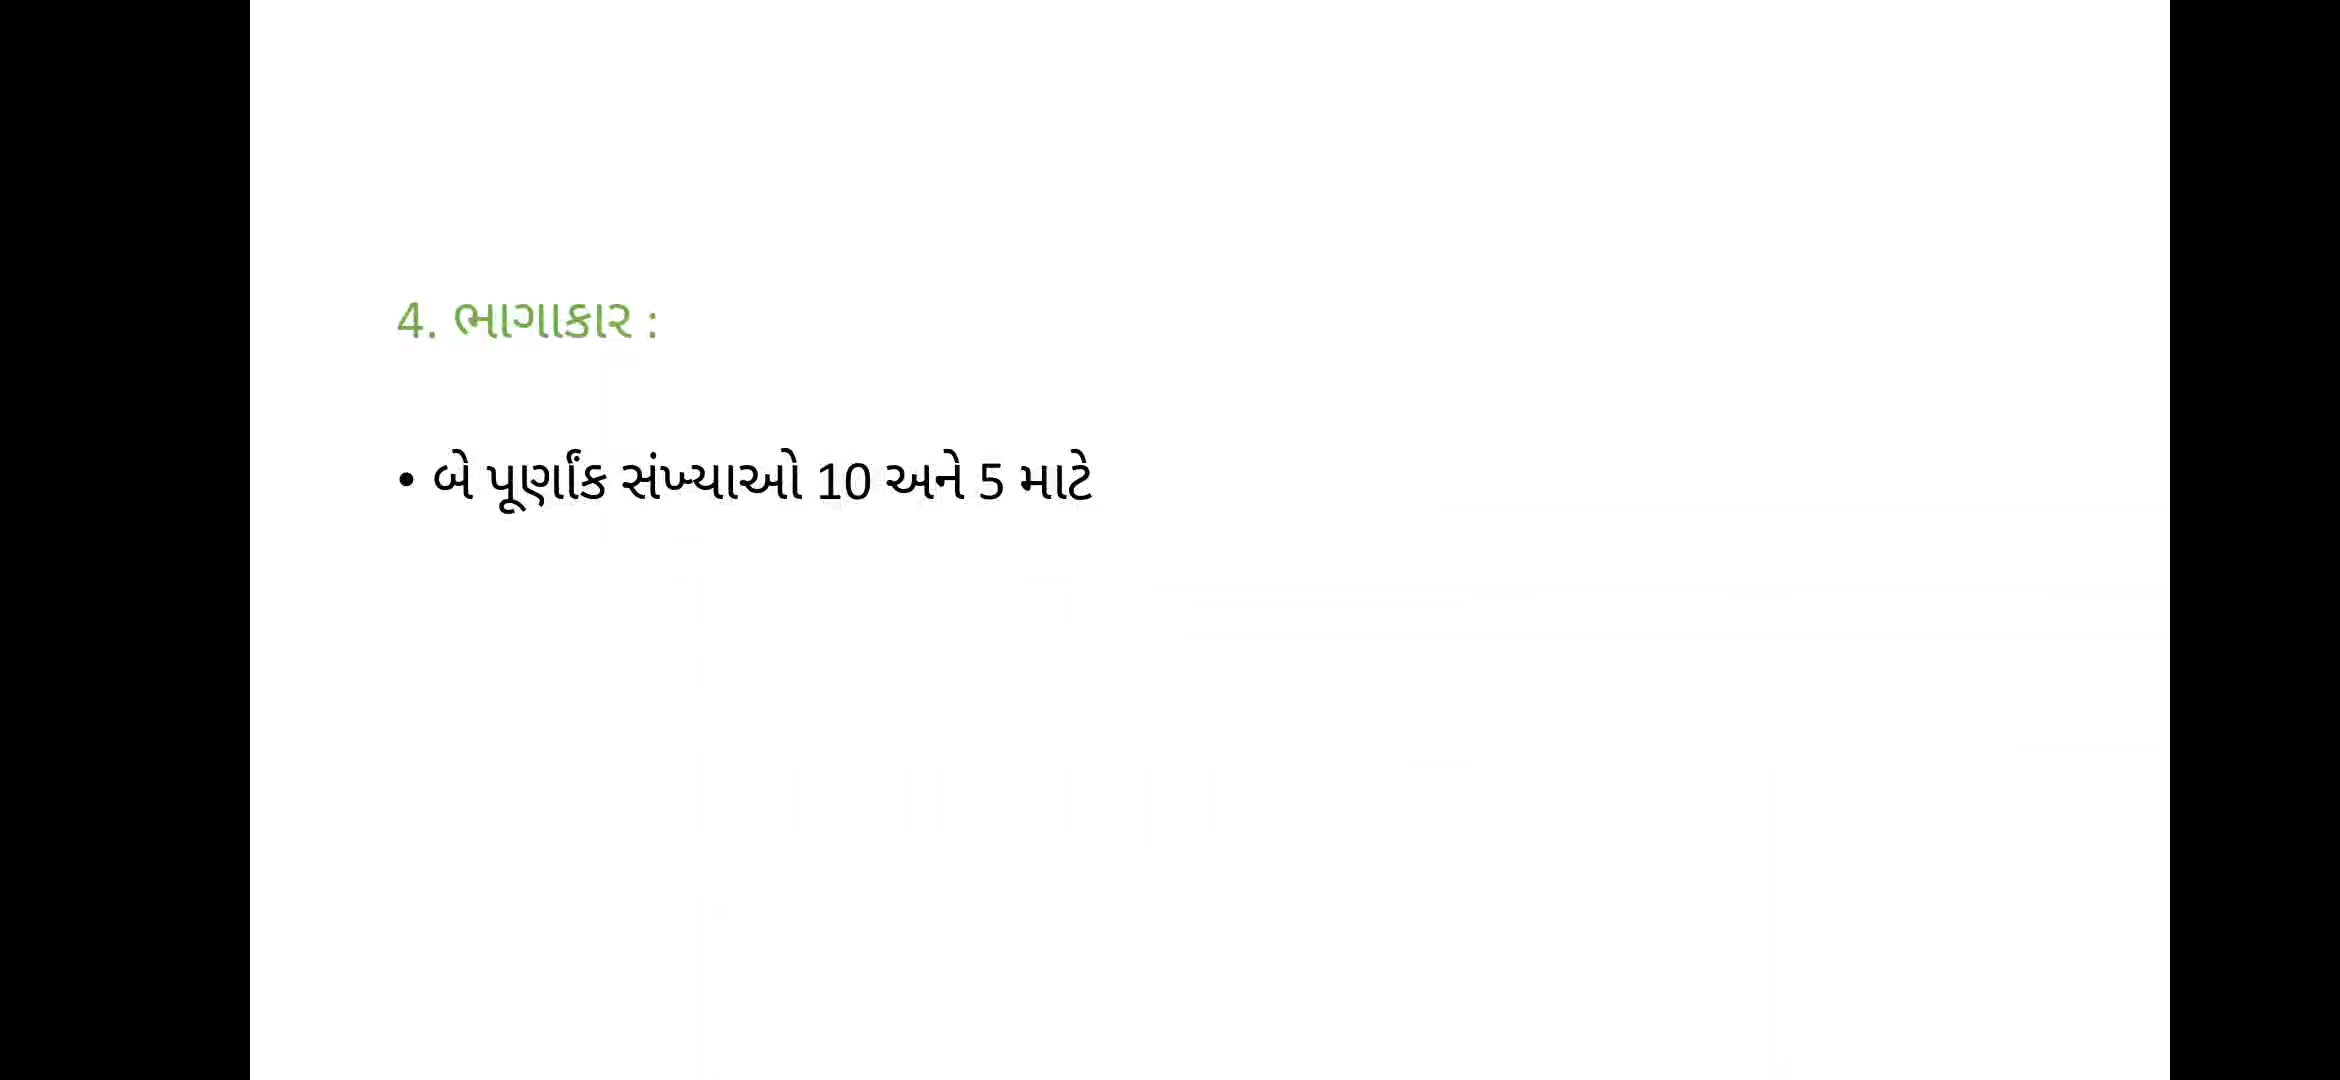 4. ભાગાકાર :
• બે પૂર્ણાંક સંખ્યાઓ 10 અને 5 માટે